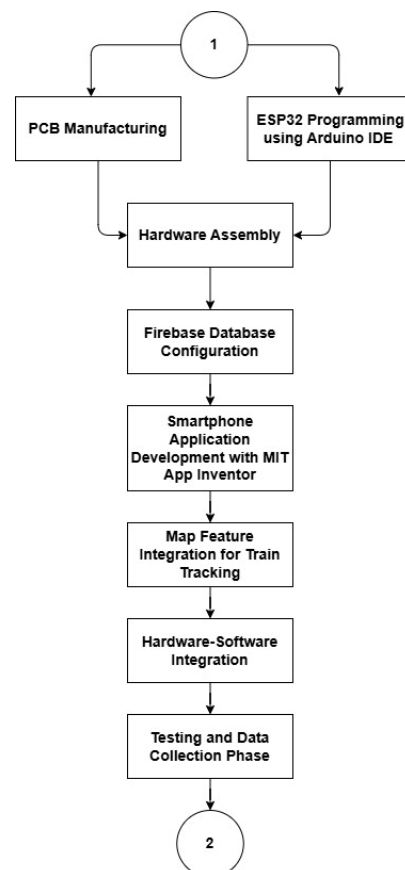 1
PCB Manufacturing
ESP32 Programming
using Arduino IDE
Hardware Assembly
Firebase Database
Configuration
Smartphone
Application
Development with MIT
App Inventor
Map Feature
Integration for Train
Tracking
Hardware-Software
Integration
Testing and Data
Collection Phase
2